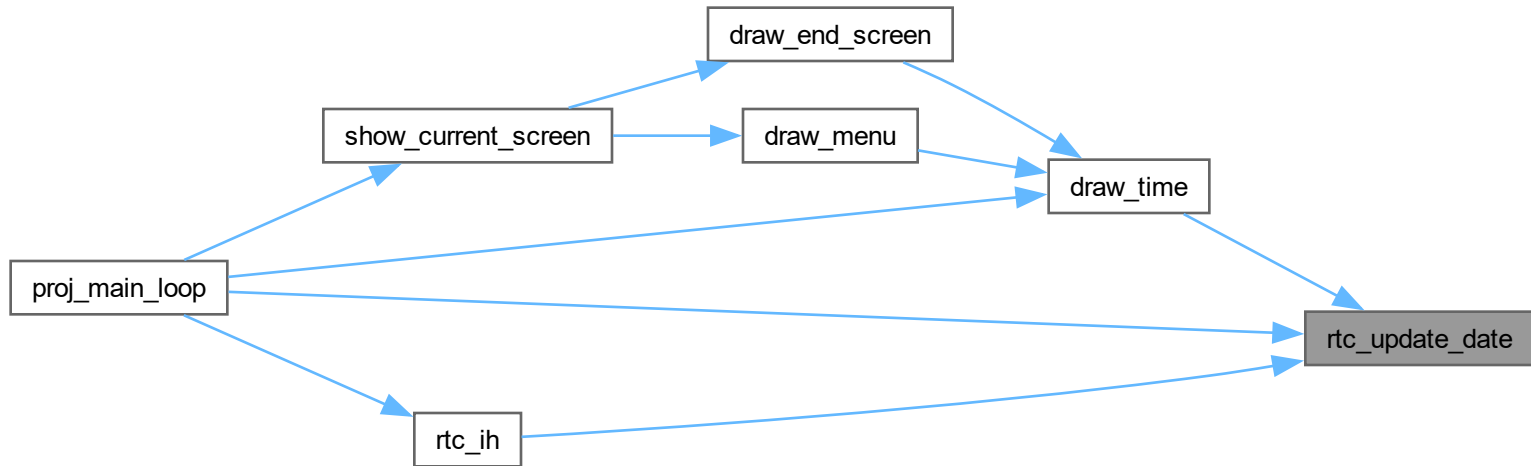 draw_end_screen
show_current_screen
draw_menu
draw_time
proj_main_loop
rtc_update_date
rtc_ih